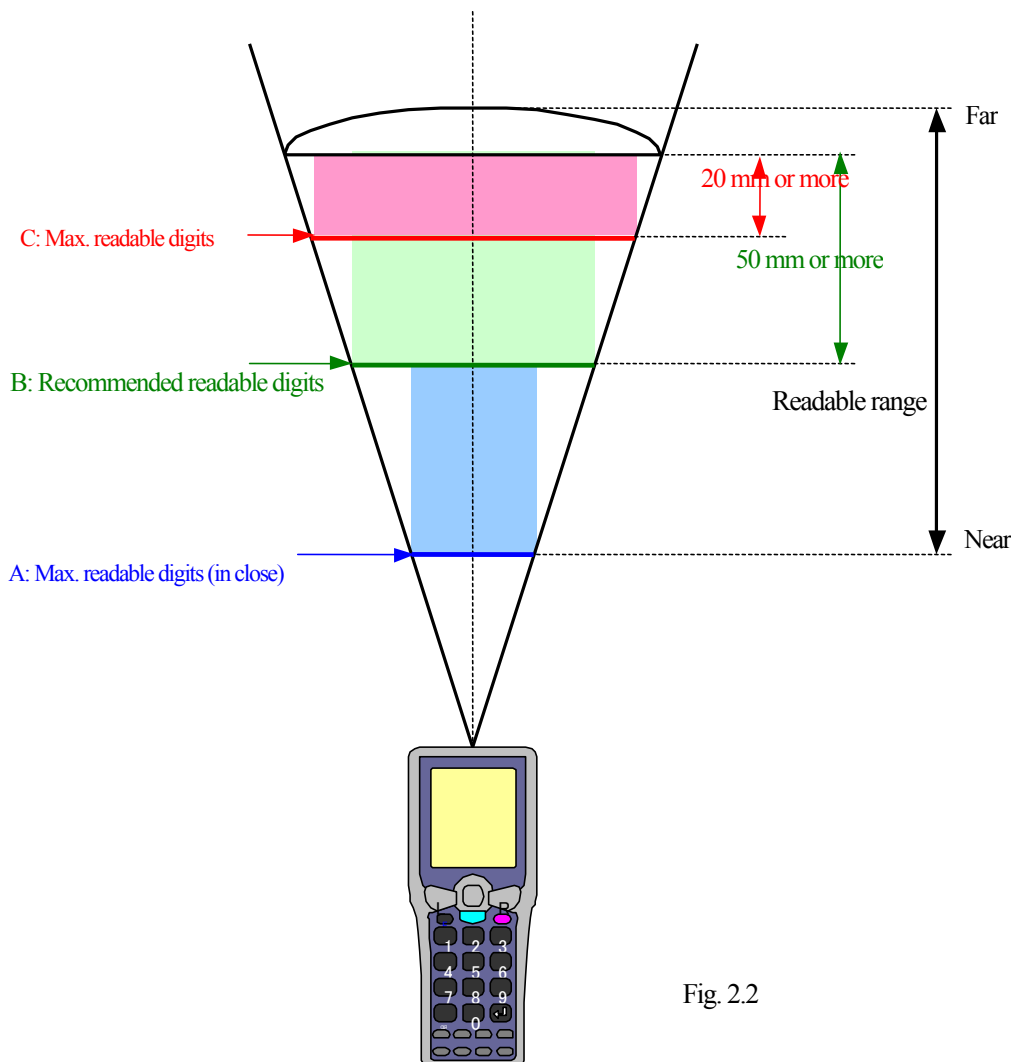 Far
20 mm or more
C: Max. readable digits
50 mm or more
B: Recommended readable digits
Readable range
Near
A: Max. readable digits (in close)
L R
1 2 3
4 5 6
7 8 9
0
Fig. 2.2